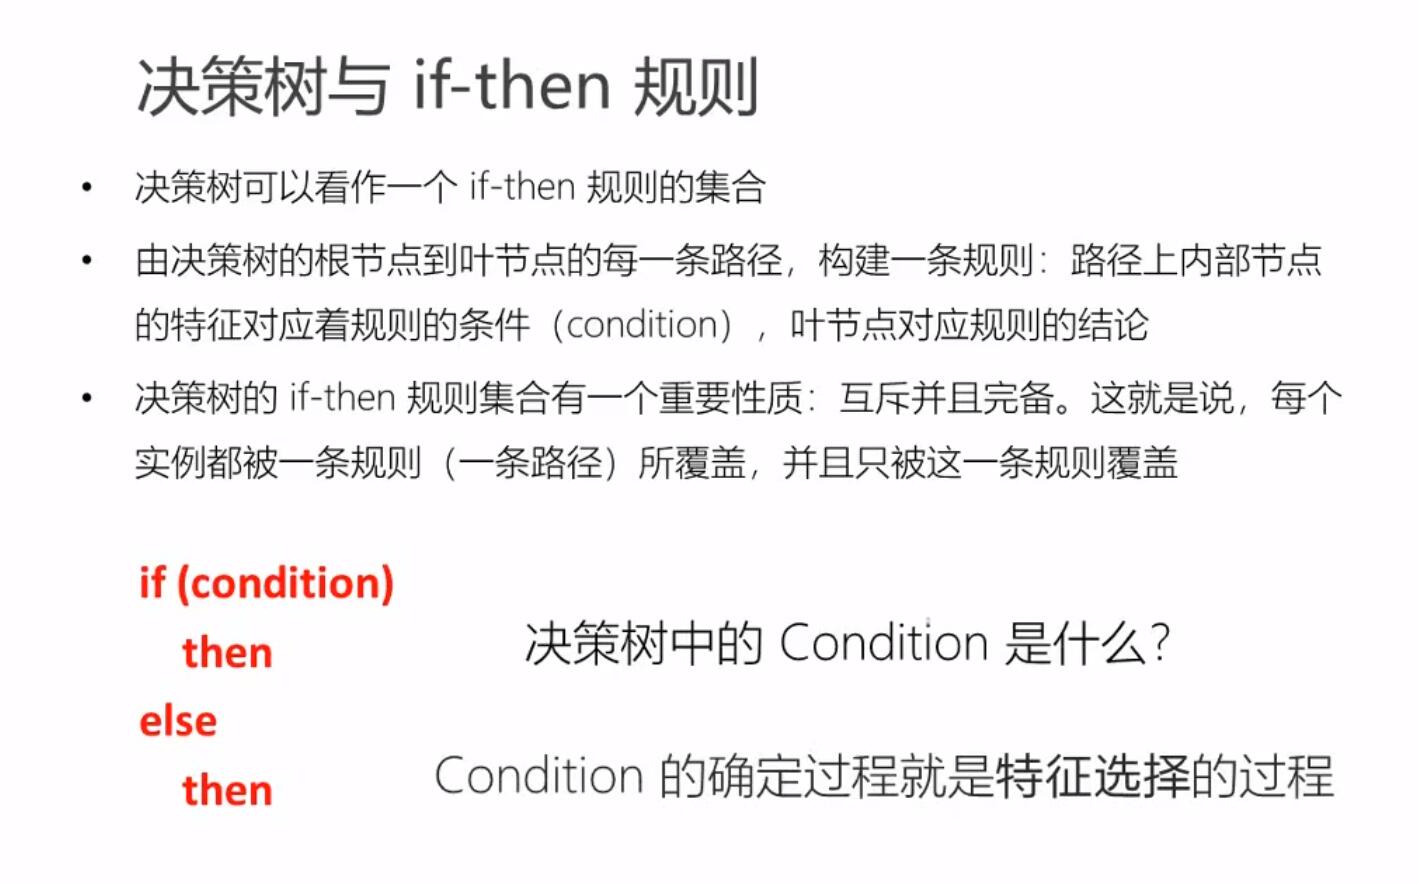 决策树与 if-then 规则
• 决策树可以看作一个 if-then 规则的集合
• 由决策树的根节点到叶节点的每一条路径，构建一条规则：路径上内部节点
的特征对应着规则的条件（condition），叶节点对应规则的结论
• 决策树的 if-then 规则集合有一个重要性质：互斥并且完备。这就是说，每个
实例都被一条规则（一条路径）所覆盖，并且只被这一条规则覆盖
if (condition)
then
else
then
决策树中的 Condition 是什么？
Condition 的确定过程就是特征选择的过程